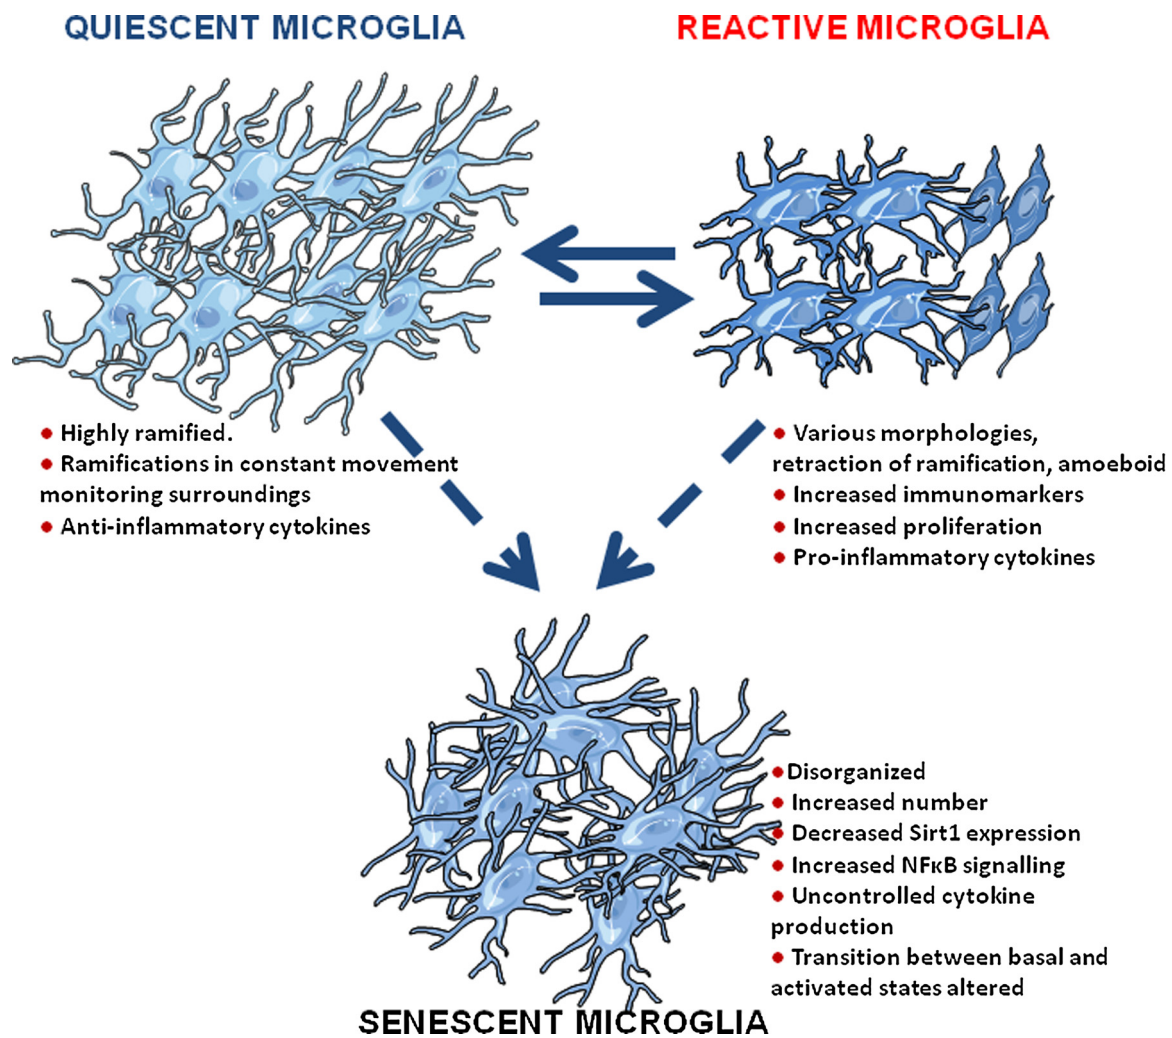 QUIESCENT MICROGLIA
REACTIVE MICROGLIA
• Highly ramified.
• Ramifications in constant movement
monitoring surroundings
• Anti-inflammatory cytokines
• Various morphologies,
retraction of ramification, amoeboid
• Increased immunomarkers
• Increased proliferation
• Pro-inflammatory cytokines
•Disorganized
• Increased number
• Decreased Sirt1 expression
• Increased NFκB signalling
• Uncontrolled cytokine
production
• Transition between basal and
activated states altered
SENESCENT MICROGLIA